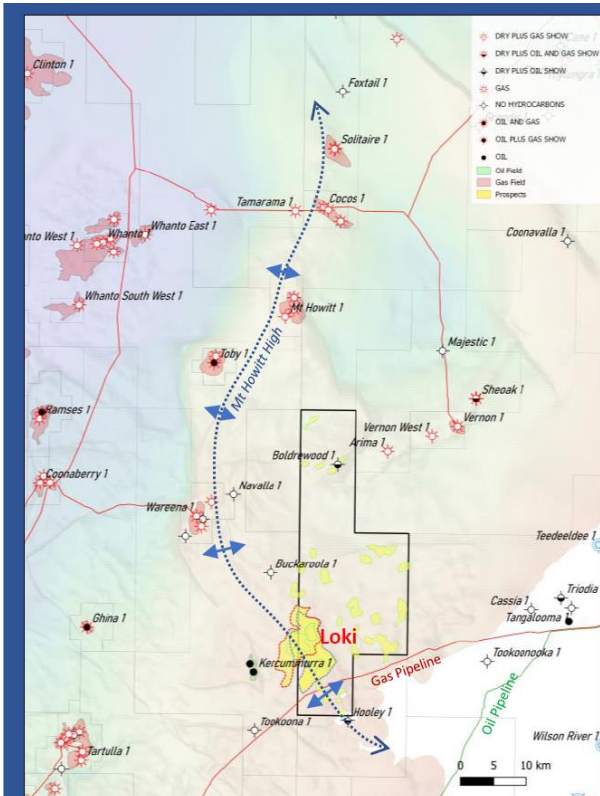 Clinton 1
Foxtail 1
Cane 1
DRY PLUS GAS SHOW
DRY PLUS OIL AND GAS SHOW
DRY PLUS OIL SHOW
GAS
NO HYDROCARBONS
OIL AND GAS
OIL PLUS GAS SHOW
OIL
Oil Field
Gas Field
Prospects
Solitaire 1
Tamarama 1
Cocos 1
Whanto East 1
nto West 1
Whanto 1
Coonavalla 1
Whanto South West 1
Mt Howitt 1
Mt Howitt High
Toby 1
Majestic 1
Sheoak 1
Ramses 1
Vernon West 1
Vernon 1
Arima 1
Boldrewood 1
Coonaberry 1
Navalla 1
Wareena 1
Teedeeldee 1
Buckaroola 1
Cassia 1
Triodia
Tangalooma
Ghina 1
Loki
Kercummurra 1
Gas Pipeline
Tookoonooka 1
Oil Pipeline
Tookoona 1
Hooley 1
Wilson River 1
Tartulla 1
0 5 10 km